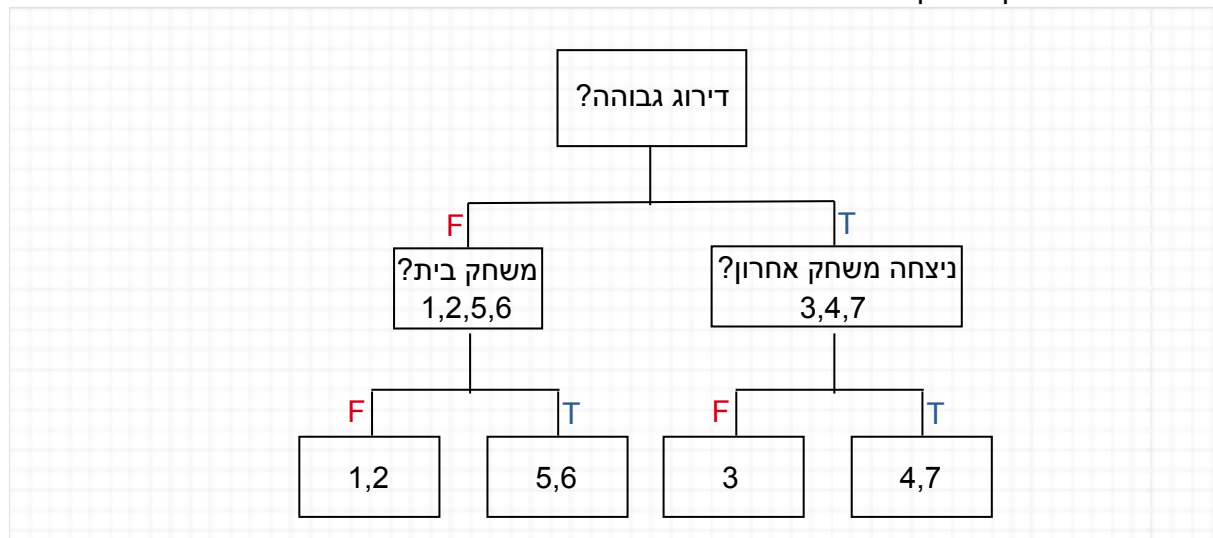 דירוג גבוהה?
F
T
משחק בית?
1,2,5,6
ניצחה משחק אחרון?
3,4,7
F
T
F
T
1,2
5,6
3
4,7